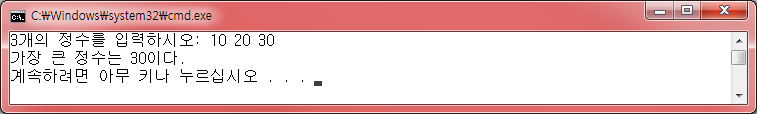 C:₩Windows₩system32₩cmd.exe
3개의 정수를 입력하시오: 10 20 30
가장 큰 정수는 30이다.
계속하려면 아무 키나 누르십시오 . . .